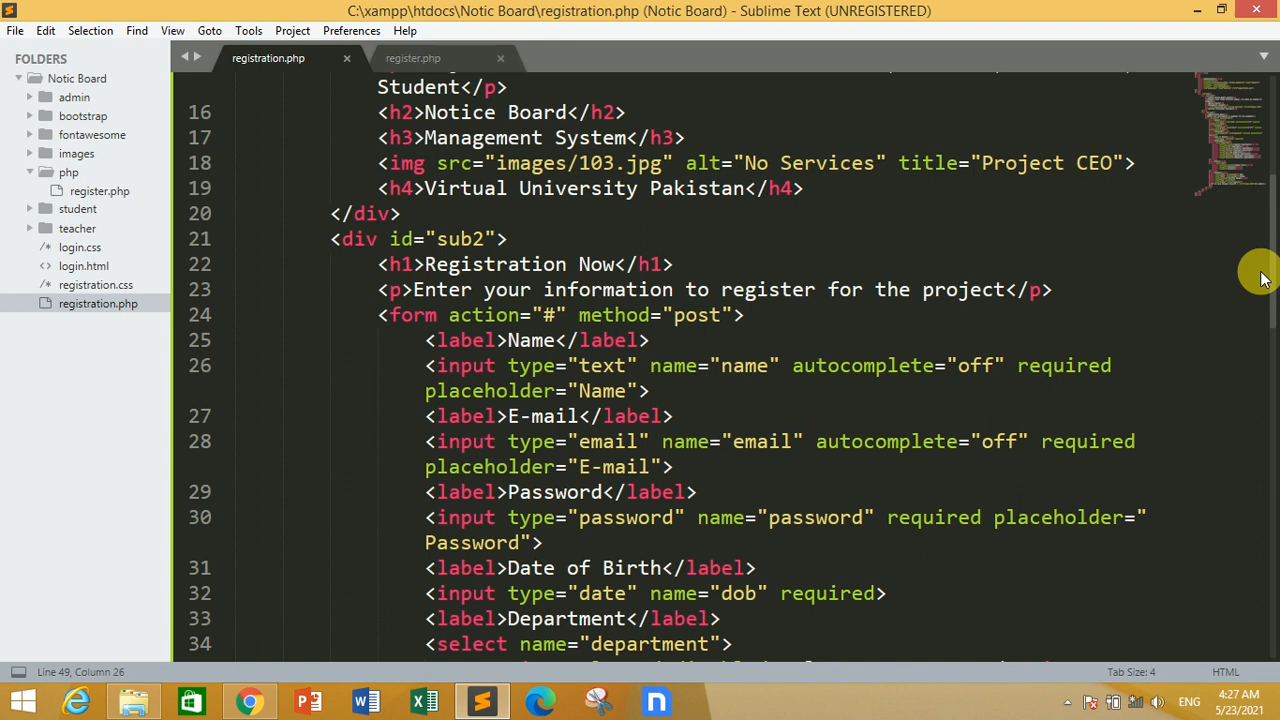 C:\xampp\htdocs\Notic Board\registration.php (Notic Board) - Sublime Text (UNREGISTERED)
File Edit Selection Find View Goto Tools Project Preferences Help
FOLDERS
Notic Board
admin
bootstrap
fontawesome
images
php
register.php
student
teacher
login.css
login.html
registration.css
registration.php
registration.php register.php
Student</p>
16 <h2>Notice Board</h2>
17 <h3>Management System</h3>
18 <img src="images/103.jpg" alt="No Services" title="Project CEO">
19 <h4>Virtual University Pakistan</h4>
20 </div>
21 <div id="sub2">
22 <h1>Registration Now</h1>
23 <p>Enter your information to register for the project</p>
24 <form action="#" method="post">
25 <label>Name</label>
26 <input type="text" name="name" autocomplete="off" required
placeholder="Name">
27 <label>E-mail</label>
28 <input type="email" name="email" autocomplete="off" required
placeholder="E-mail">
29 <label>Password</label>
30 <input type="password" name="password" required placeholder="
Password">
31 <label>Date of Birth</label>
32 <input type="date" name="dob" required>
33 <label>Department</label>
34 <select name="department">
Line 49, Column 26 Tab Size: 4 HTML
ENG
4:27 AM
5/23/2021